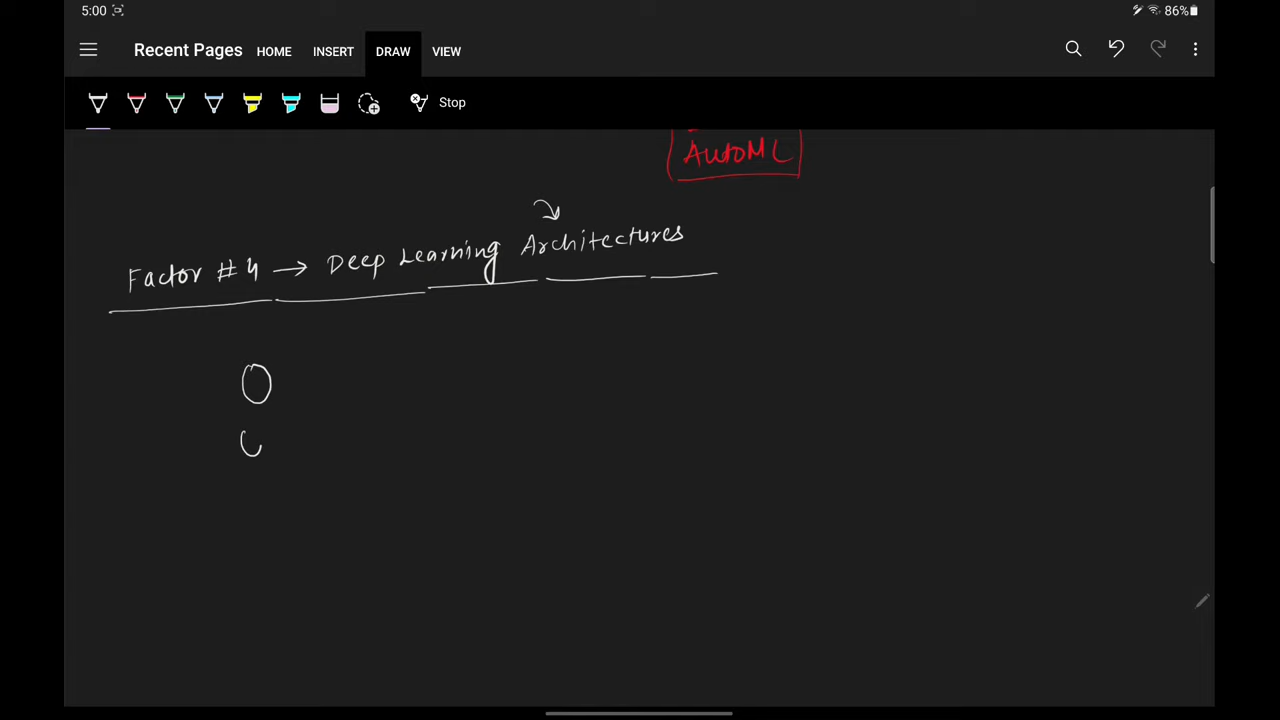 5:00 86%
Recent Pages HOME INSERT DRAW VIEW
Stop
AutoML
Factor #4 → Deep Learning Architectures